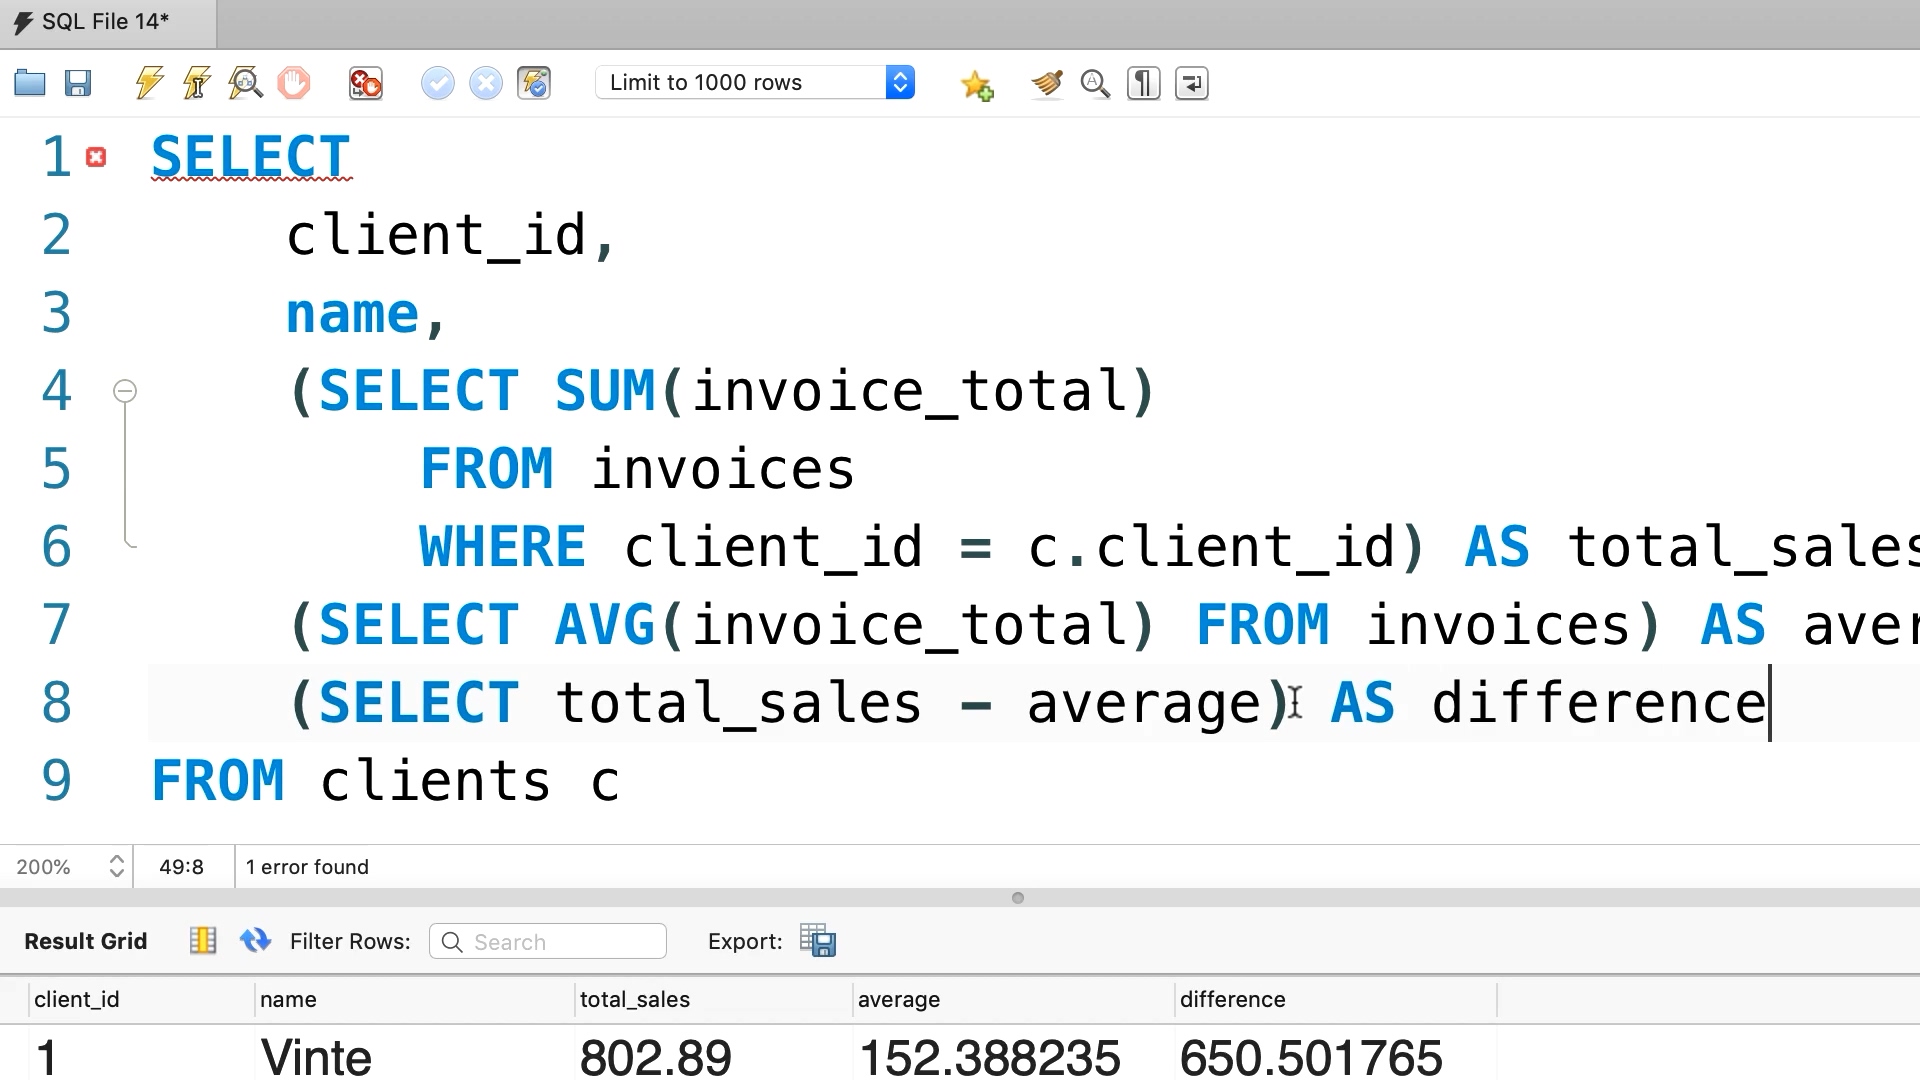 SQL File 14*
Limit to 1000 rows
1 SELECT
2 client_id,
3 name,
4 (SELECT SUM(invoice_total)
5 FROM invoices
6 WHERE client_id = c.client_id) AS total_sales
7 (SELECT AVG(invoice_total) FROM invoices) AS aver
8 (SELECT total_sales - average) AS difference
9 FROM clients c
200% 49:8 1 error found
Result Grid Filter Rows: Search Export:
client_id name total_sales average difference
1 Vinte 802.89 152.388235 650.501765